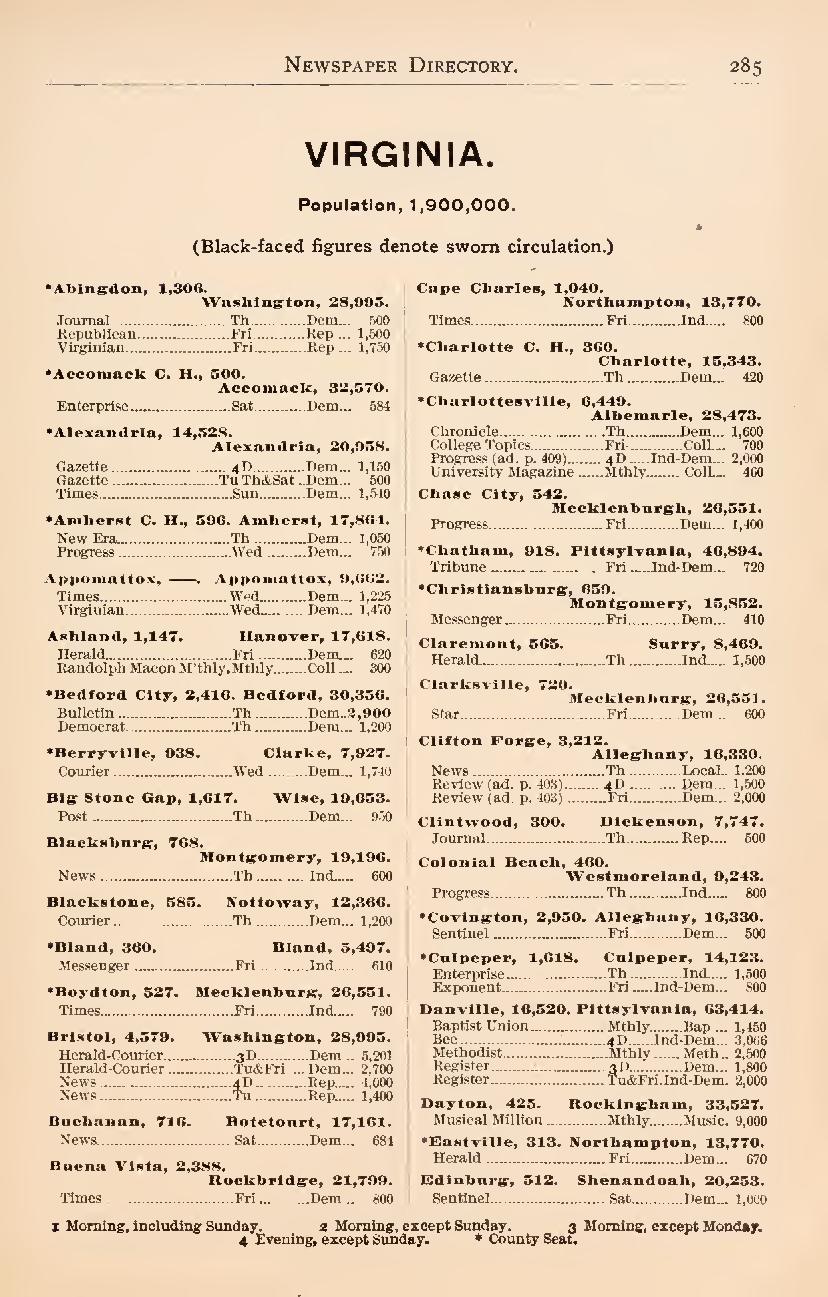 NEWSPAPER DIRECTORY. 285
VIRGINIA.
Population, 1,900,000.
(Black-faced figures denote sworn circulation.)
*Abingdon, 1,306.
Washington, 28,995.
Journal Th Dem 500
Republican Fri Rep 1,500
Virginian Fri Rep 1,750
*Accomack C. H., 500.
Accomack, 32,570.
Enterprise Sat Dem 584
*Alexandria, 14,528.
Alexandria, 20,958.
Gazette 4D Dem 1,150
Gazette Tu Th&Sat Dem 500
Times Sun Dem 1,540
*Amherst C. H., 596. Amherst, 17,864.
New Era Th Dem 1,050
Progress Wed Dem 750
Appomattox, ——. Appomattox, 9,662.
Times Wed Dem 1,225
Virginian Wed Dem 1,470
Ashland, 1,147. Hanover, 17,618.
Herald Fri Dem 620
Randolph Macon M'thly, Mthly Coll 300
*Bedford City, 2,416. Bedford, 30,356.
Bulletin Th Dem 2,900
Democrat Th Dem 1,200
*Berryville, 938. Clarke, 7,927.
Courier Wed Dem 1,740
Big Stone Gap, 1,617. Wise, 19,653.
Post Th Dem 950
Blacksburg, 768.
Montgomery, 19,196.
News Th Ind 600
Blackstone, 585. Nottoway, 12,366.
Courier Th Dem 1,200
*Bland, 360. Bland, 5,497.
Messenger Fri Ind 610
*Boydton, 527. Mecklenburg, 26,551.
Times Fri Ind 790
Bristol, 4,579. Washington, 28,995.
Herald-Courier 3D Dem 5,201
Herald-Courier Tu&Fri Dem 2,700
News 4D Rep 4,000
News Tu Rep 1,400
Buchanan, 716. Botetourt, 17,161.
News Sat Dem 684
Buena Vista, 2,388.
Rockbridge, 21,799.
Times Fri Dem 800
Cape Charles, 1,040.
Northampton, 13,770.
Times Fri Ind 800
*Charlotte C. H., 360.
Charlotte, 15,343.
Gazette Th Dem 420
*Charlottesville, 6,449.
Albemarle, 28,473.
Chronicle Th Dem 1,600
College Topics Fri Coll 700
Progress (ad. p. 409) 4D Ind-Dem 2,000
University Magazine Mthly Coll 460
Chase City, 542.
Mecklenburgh, 26,551.
Progress Fri Dem 1,400
*Chatham, 918. Pittsylvania, 46,894.
Tribune Fri Ind-Dem 720
*Christiansburg, 659.
Montgomery, 15,852.
Messenger Fri Dem 410
Claremont, 565. Surry, 8,469.
Herald Th Ind 1,500
Clarksville, 720.
Mecklenburg, 26,551.
Star Fri Dem 600
Clifton Forge, 3,212.
Alleghany, 16,330.
News Th Local 1.200
Review (ad. p. 403) 4D Dem 1,500
Review (ad. p. 403) Fri Dem 2,000
Clintwood, 300. Dickenson, 7,747.
Journal Th Rep 500
Colonial Beach, 460.
Westmoreland, 9,243.
Progress Th Ind 800
*Covington, 2,950. Alleghany, 16,330.
Sentinel Fri Dem 500
*Culpeper, 1,618. Culpeper, 14,123.
Enterprise Th Ind 1,500
Exponent Fri Ind-Dem 800
Danville, 16,520. Pittsylvania, 63,414.
Baptist Union Mthly Bap 1,450
Bee 4D Ind-Dem 3,066
Methodist Mthly Meth 2,500
Register 3D Dem 1,800
Register Tu&Fri. Ind-Dem. 2,000
Dayton, 425. Rockingham, 33,527.
Musical Million Mthly Music. 9,000
*Eastville, 313. Northampton, 13,770.
Herald Fri Dem 670
Edinburg, 512. Shenandoah, 20,253.
Sentinel Sat Dem 1,000
1 Morning, including Sunday. 2 Morning, except Sunday. 3 Morning, except Monday.
4 Evening, except Sunday. * County Seat.